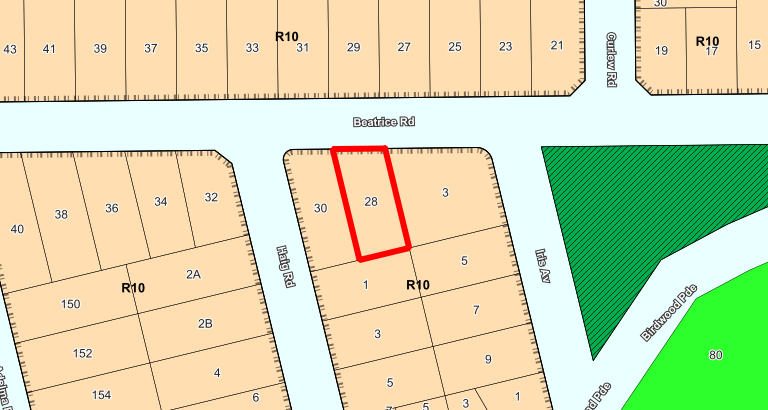 30
43 41 39 37 35 33 R10 31 29 27 25 23 21 Curlew Rd 19 R10 17 15
Beatrice Rd
40 38 36 34 32 30 28 3
Haig Rd
Iris Av
R10 2A 1 R10 5
150 2B 3 7 Birdwood Pde
152 4 5 9 80
154 6 5 3 1